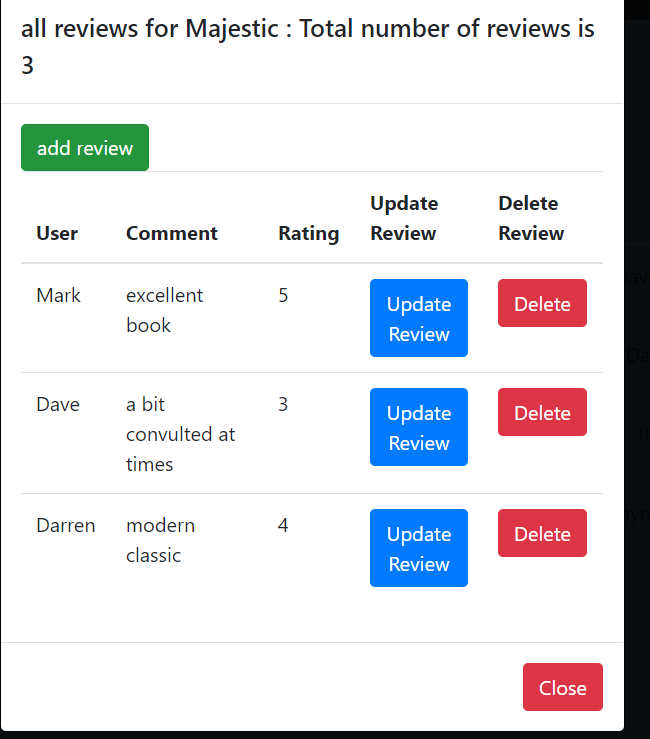 all reviews for Majestic : Total number of reviews is
3
add review
User Comment Rating Update Review Delete Review
Mark excellent book 5 Update Review Delete
Dave a bit convulted at times 3 Update Review Delete
Darren modern classic 4 Update Review Delete
Close